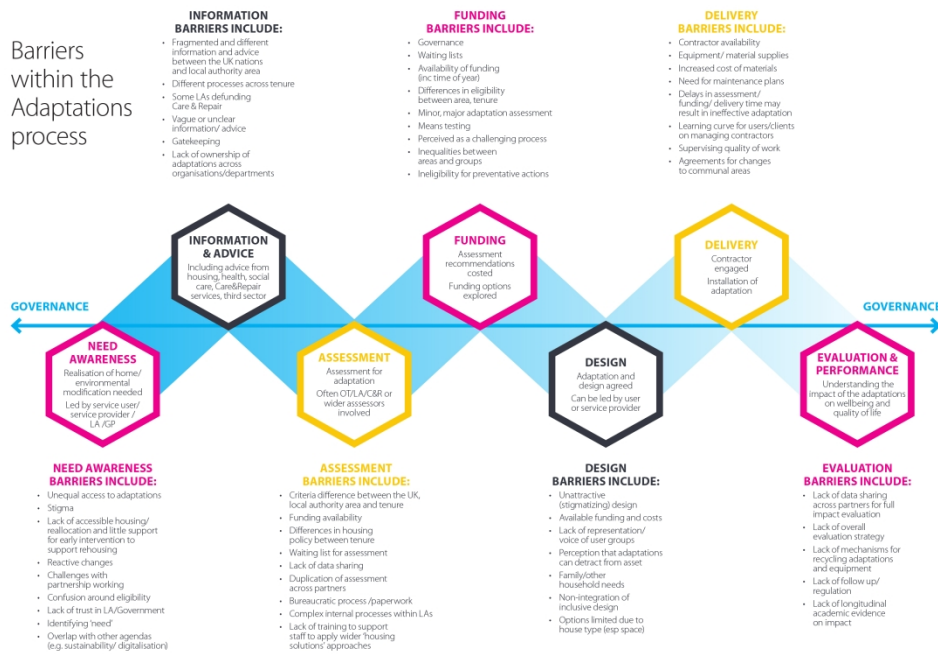 Barriers
within the
Adaptations
process
INFORMATION
BARRIERS INCLUDE:
• Fragmented and different
information and advice
between the UK nations
and local authority area
• Different processes across tenure
• Some LAs defunding
Care & Repair
• Vague or unclear
information/ advice
• Gatekeeping
• Lack of ownership of
adaptations across
organisations/departments
FUNDING
BARRIERS INCLUDE:
• Governance
• Waiting lists
• Availability of funding
(inc time of year)
• Differences in eligibility
between area, tenure
• Minor, major adaptation assessment
• Means testing
• Perceived as a challenging process
• Inequalities between
areas and groups
• Ineligibility for preventative actions
DELIVERY
BARRIERS INCLUDE:
• Contractor availability
• Equipment/ material supplies
• Increased cost of materials
• Need for maintenance plans
• Delays in assessment/
funding/ delivery time may
result in ineffective adaptation
• Learning curve for users/clients
on managing contractors
• Supervising quality of work
• Agreements for changes
to communal areas
INFORMATION
& ADVICE
Including advice from
housing, health, social
care, Care&Repair
services, third sector
FUNDING
Assessment
recommendations
costed
Funding options
explored
DELIVERY
Contractor
engaged
Installation of
adaptation
GOVERNANCE
GOVERNANCE
NEED
AWARENESS
Realisation of home/
environmental
modification needed
Led by service user/
service provider /
LA /GP
ASSESSMENT
Assessment for
adaptation
Often OT/LA/C&R or
wider assessors
involved
DESIGN
Adaptation and
design agreed
Can be led by user
or service provider
EVALUATION &
PERFORMANCE
Understanding the
impact of the adaptations
on wellbeing and
quality of life
NEED AWARENESS
BARRIERS INCLUDE:
• Unequal access to adaptations
• Stigma
• Lack of accessible housing/
reallocation and little support
for early intervention to
support rehousing
• Reactive changes
• Challenges with
partnership working
• Confusion around eligibility
• Lack of trust in LA/Government
• Identifying 'need'
• Overlap with other agendas
(e.g. sustainability/ digitalisation)
ASSESSMENT
BARRIERS INCLUDE:
• Criteria difference between the UK,
local authority area and tenure
• Funding availability
• Differences in housing
policy between tenure
• Waiting list for assessment
• Lack of data sharing
• Duplication of assessment
across partners
• Bureaucratic process /paperwork
• Complex internal processes within LAs
• Lack of training to support
staff to apply wider 'housing
solutions' approaches
DESIGN
BARRIERS INCLUDE:
• Unattractive
(stigmatizing) design
• Available funding and costs
• Lack of representation/
voice of user groups
• Perception that adaptations
can detract from asset
• Family/other
household needs
• Non-integration of
inclusive design
• Options limited due to
house type (esp space)
EVALUATION
BARRIERS INCLUDE:
• Lack of data sharing
across partners for full
impact evaluation
• Lack of overall
evaluation strategy
• Lack of mechanisms for
recycling adaptations
and equipment
• Lack of follow up/
regulation
• Lack of longitudinal
academic evidence
on impact